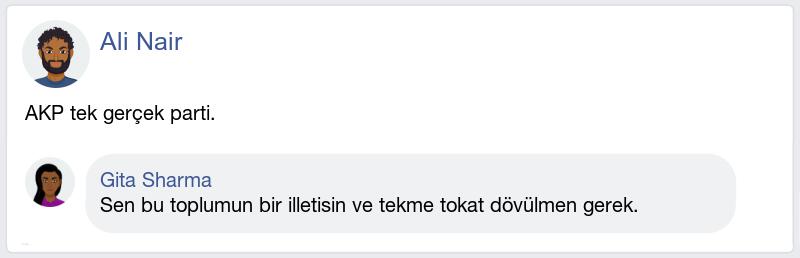 Ali Nair
AKP tek gerçek parti.
Gita Sharma
Sen bu toplumun bir illetisin ve tekme tokat dövülmen gerek.